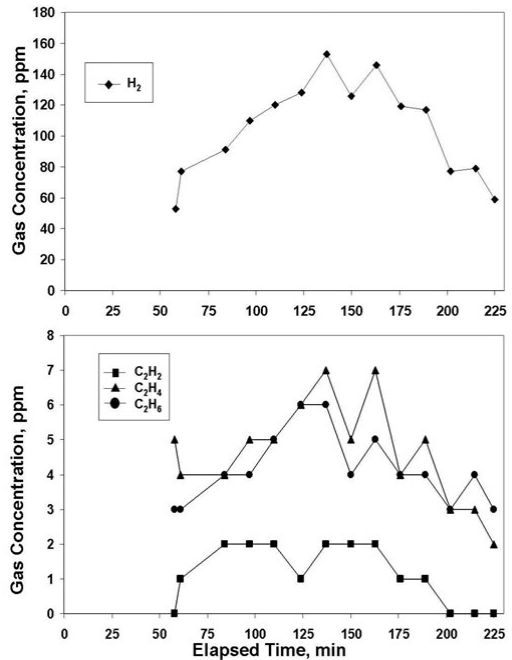 Gas Concentration, ppm
180
160
140
120
100
80
60
40
20
0
H₂
0 25 50 75 100 125 150 175 200 225
Gas Concentration, ppm
8
7
6
5
4
3
2
1
0
C₂H₂
C₂H₄
C₂H₆
0 25 50 75 100 125 150 175 200 225
Elapsed Time, min